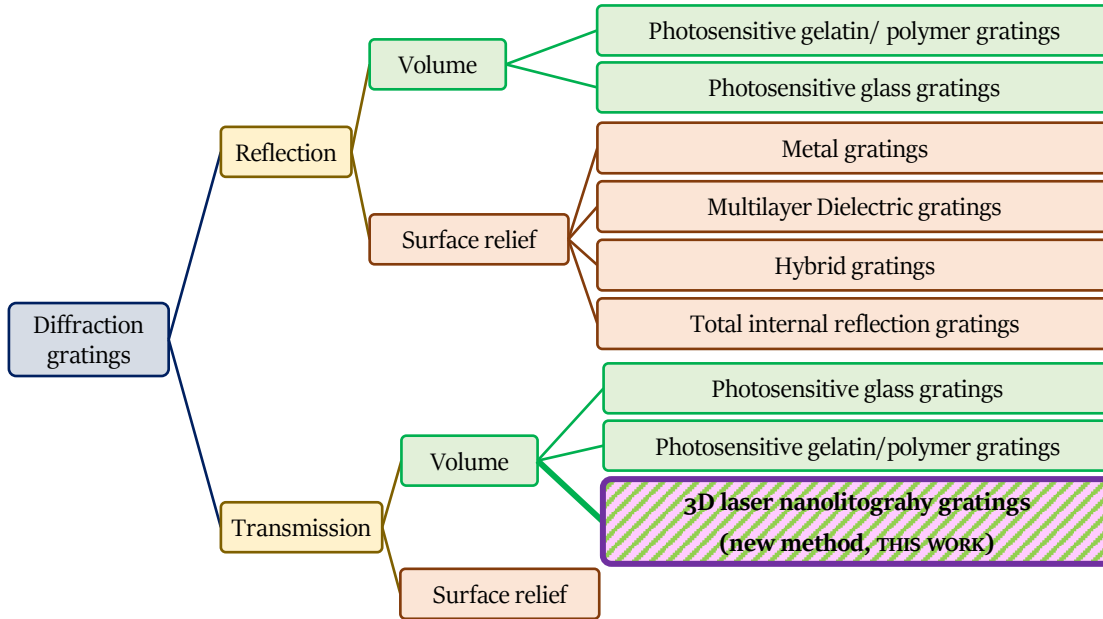 Photosensitive gelatin/ polymer gratings
Volume
Photosensitive glass gratings
Reflection
Metal gratings
Multilayer Dielectric gratings
Surface relief
Hybrid gratings
Total internal reflection gratings
Diffraction
gratings
Photosensitive glass gratings
Volume
Photosensitive gelatin/polymer gratings
3D laser nanolitograhy gratings
(new method, THIS WORK)
Transmission
Surface relief